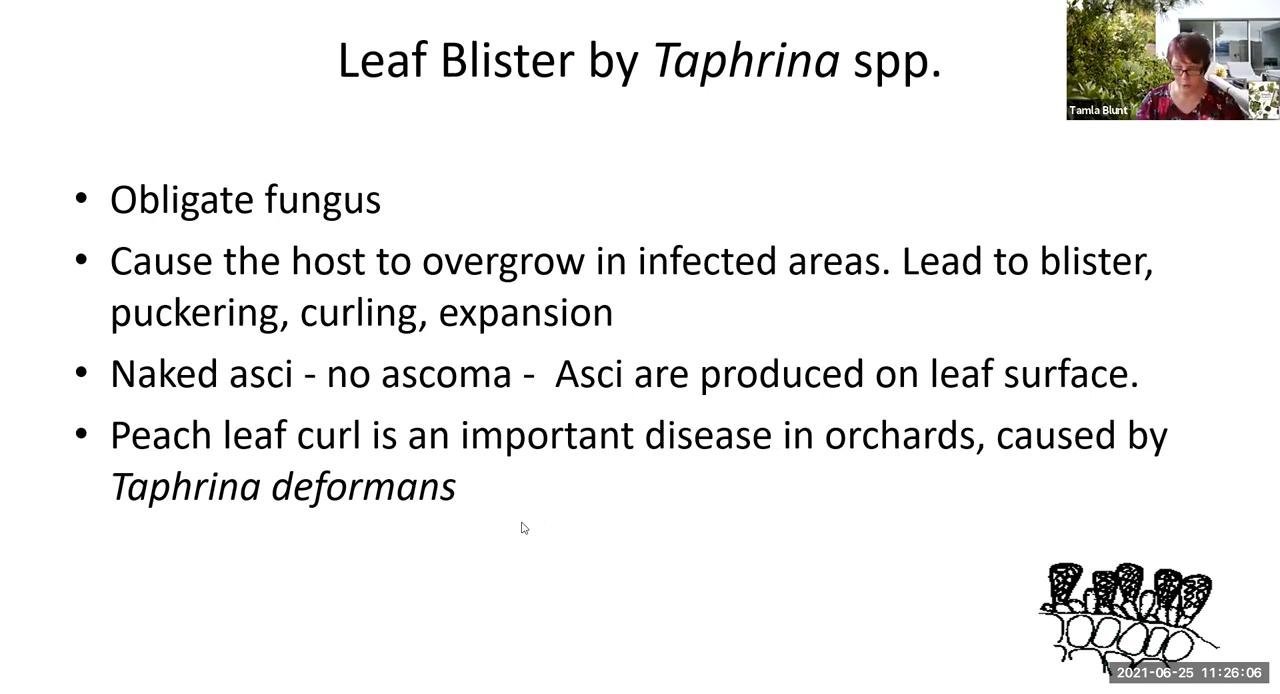 Leaf Blister by Taphrina spp.
Tamla Blunt
• Obligate fungus
• Cause the host to overgrow in infected areas. Lead to blister,
puckering, curling, expansion
• Naked asci - no ascoma -  Asci are produced on leaf surface.
• Peach leaf curl is an important disease in orchards, caused by
Taphrina deformans
2021-06-25 11:26:06